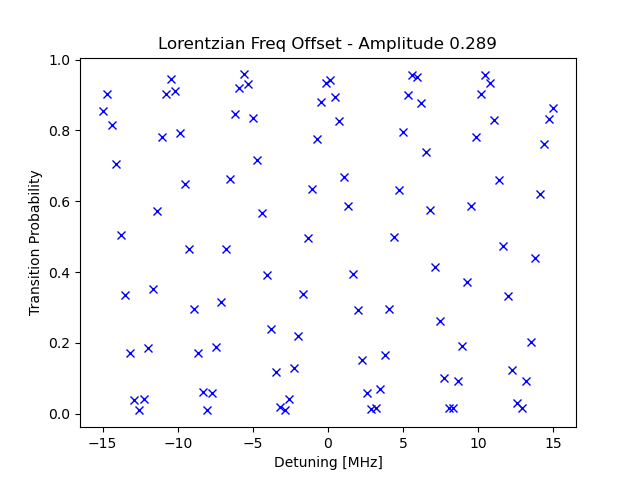 Lorentzian Freq Offset - Amplitude 0.289
Transition Probability
1.0
0.8
0.6
0.4
0.2
0.0
−15 −10 −5 0 5 10 15
Detuning [MHz]